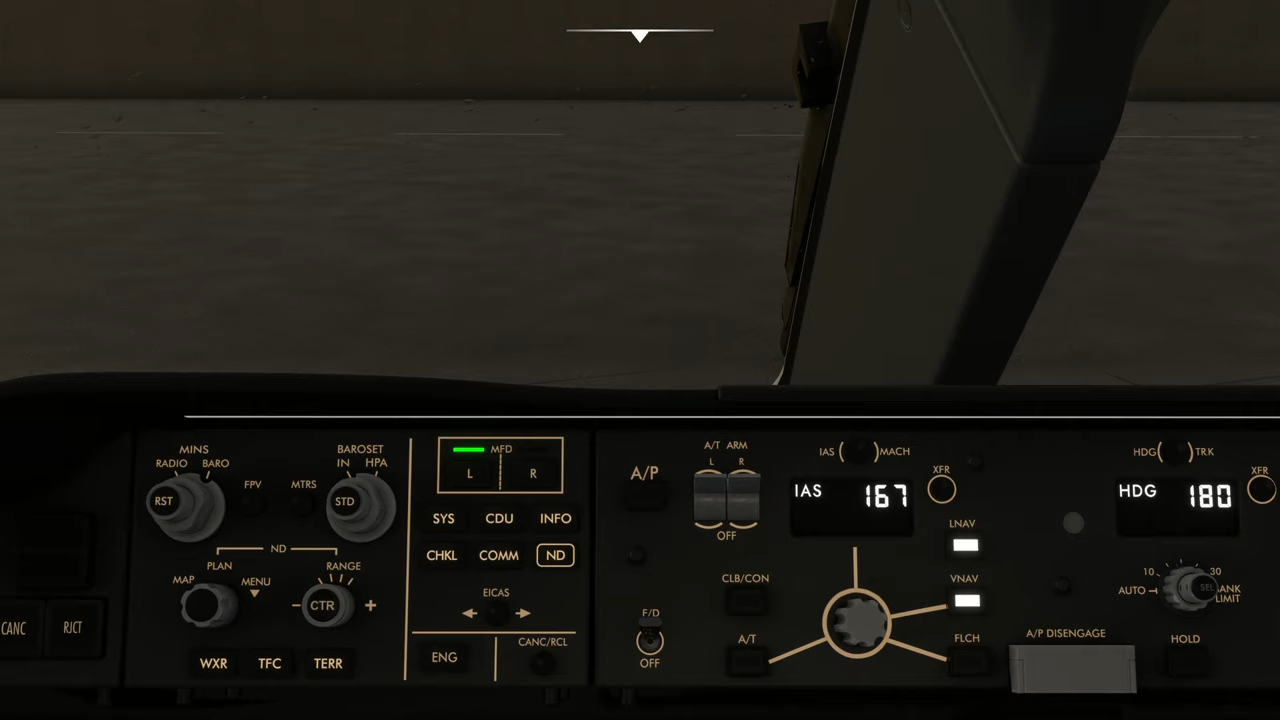 MINS
RADIO BARO
RST
FPV
MTRS
BAROSET
IN HPA
STD
ND
PLAN
MAP
MENU
RANGE
CTR
- +
WXR TFC TERR
CANC RJCT
MFD
L R
SYS CDU INFO
CHKL COMM ND
EICAS
ENG
CANC/RCL
A/P
A/T ARM
L R
OFF
CLB/CON
F/D
OFF
A/T
IAS MACH
IAS 167
XFR
LNAV
VNAV
FLCH
A/P DISENGAGE
HDG TRK
HDG 180
XFR
10 30
AUTO
SEL
LIMIT
HOLD